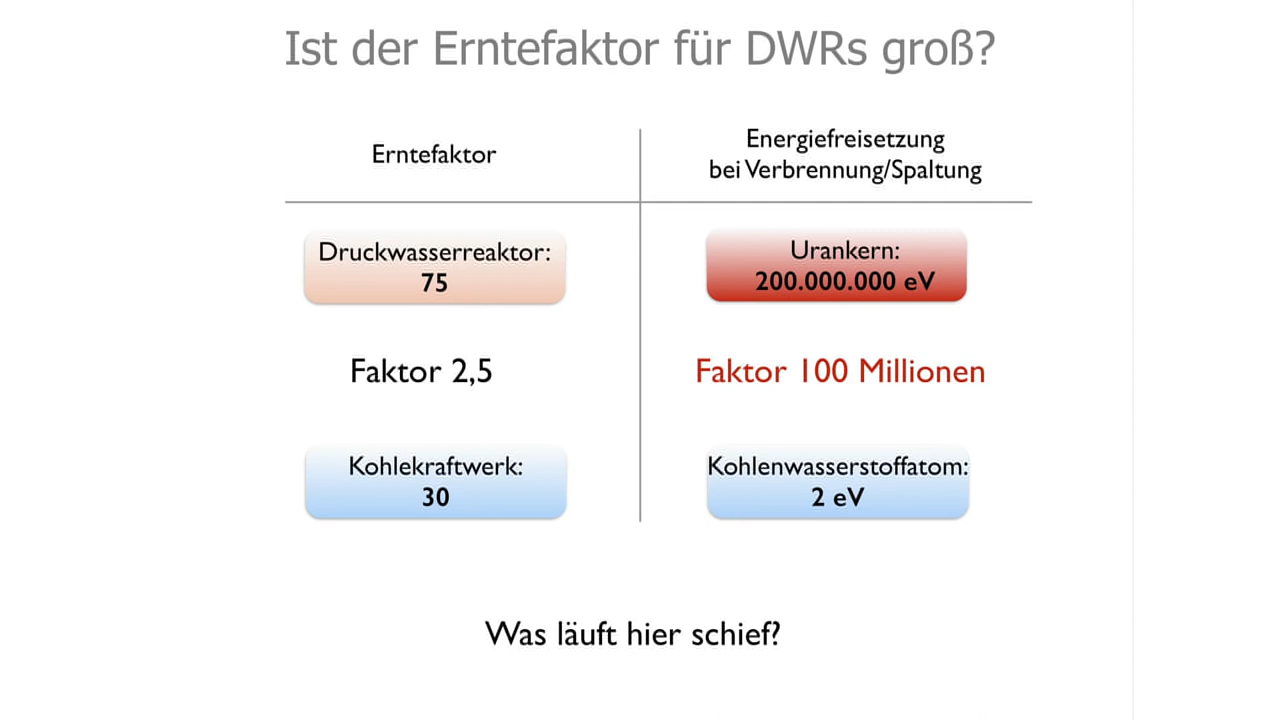 Ist der Erntefaktor für DWRs groß?
Erntefaktor
Energiefreisetzung
bei Verbrennung/Spaltung
Druckwasserreaktor:
75
Urankern:
200.000.000 eV
Faktor 2,5
Faktor 100 Millionen
Kohlekraftwerk:
30
Kohlenwasserstoffatom:
2 eV
Was läuft hier schief?